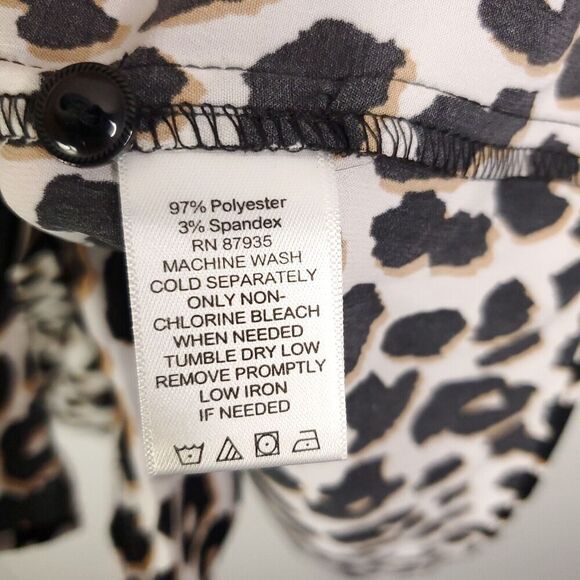 97% Polyester
3% Spandex
RN 87935
MACHINE WASH
COLD SEPARATELY
ONLY NON-
CHLORINE BLEACH
WHEN NEEDED
TUMBLE DRY LOW
REMOVE PROMPTLY
LOW IRON
IF NEEDED